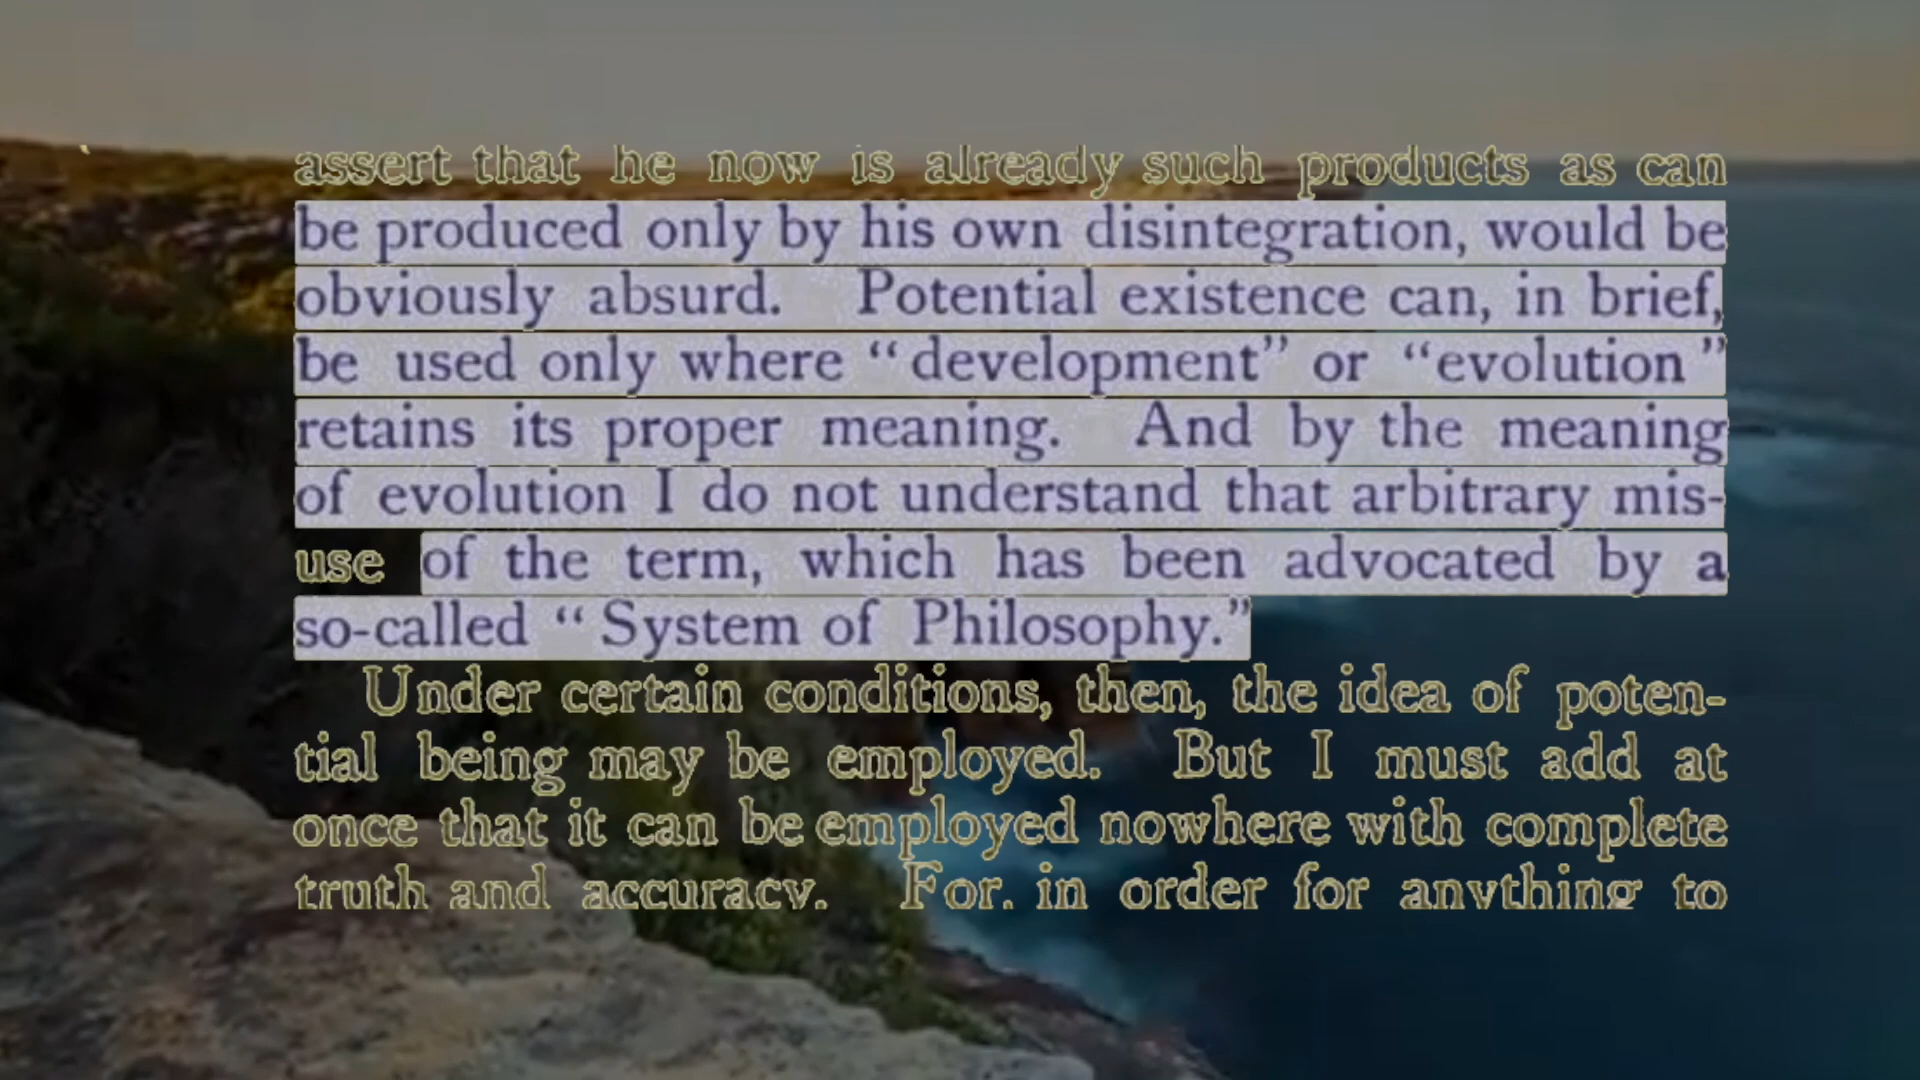 assert that he now is already such products as can
be produced only by his own disintegration, would be
obviously absurd. Potential existence can, in brief,
be used only where “development” or “evolution”
retains its proper meaning. And by the meaning
of evolution I do not understand that arbitrary mis-
use of the term, which has been advocated by a
so-called “System of Philosophy.”
Under certain conditions, then, the idea of poten-
tial being may be employed. But I must add at
once that it can be employed nowhere with complete
truth and accuracy. For, in order for anything to